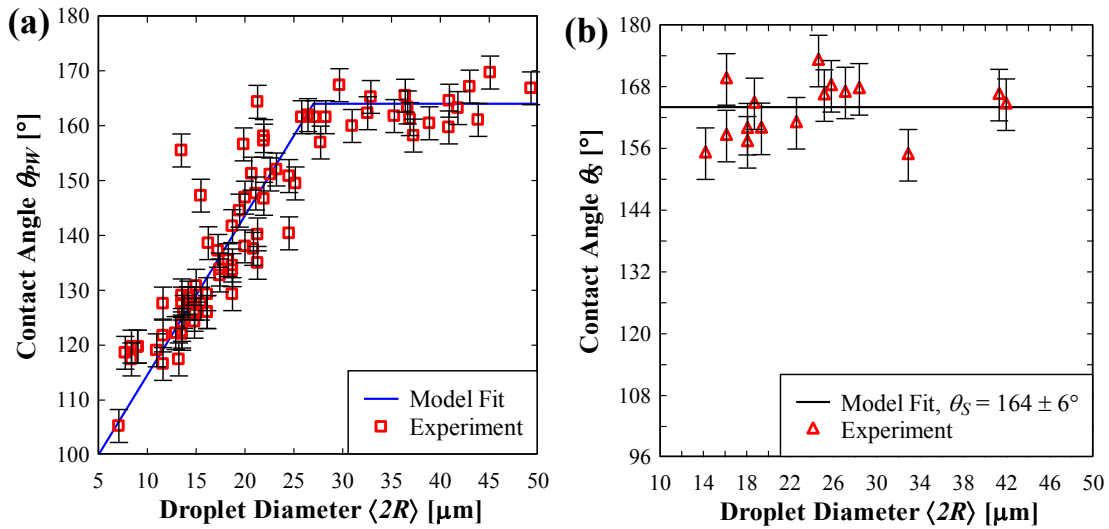 (a)
180
170
160
150
140
130
120
110
100
Contact Angle θPW [°]
5 10 15 20 25 30 35 40 45 50
Droplet Diameter ⟨2R⟩ [μm]
Model Fit
Experiment
(b)
180
168
156
144
132
120
108
96
Contact Angle θS [°]
10 14 18 22 26 30 34 38 42 46 50
Droplet Diameter ⟨2R⟩ [μm]
Model Fit, θS = 164 ± 6°
Experiment